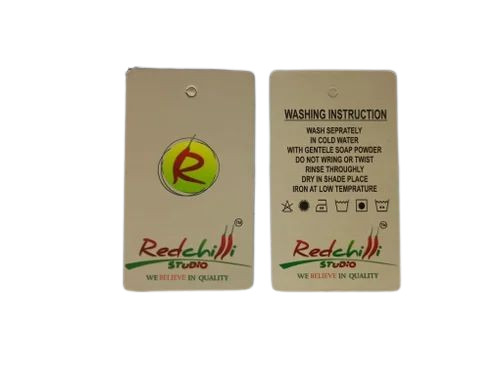 R
Redchilli
TM
STUDIO
WE BELIEVE IN QUALITY
WASHING INSTRUCTION
WASH SEPRATELY
IN COLD WATER
WITH GENTELE SOAP POWDER
DO NOT WRING OR TWIST
RINSE THROUGHLY
DRY IN SHADE PLACE
IRON AT LOW TEMPRATURE
Redchilli
TM
STUDIO
WE BELIEVE IN QUALITY